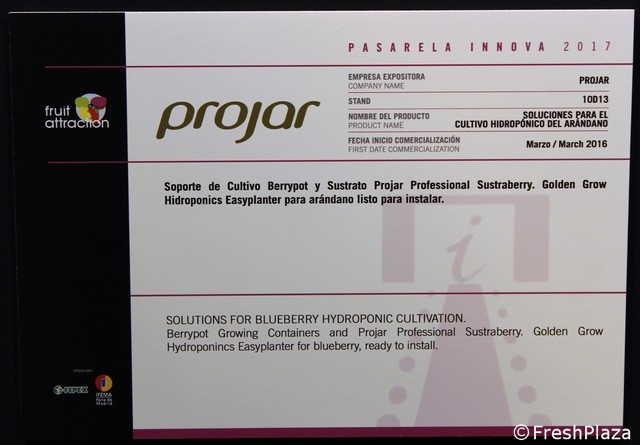 PASARELA INNOVA 2017
fruit attraction
projar
EMPRESA EXPOSITORA
COMPANY NAME
PROJAR
STAND
10D13
NOMBRE DEL PRODUCTO
PRODUCT NAME
SOLUCIONES PARA EL
CULTIVO HIDROPÓNICO DEL ARÁNDANO
FECHA INICIO COMERCIALIZACIÓN
FIRST DATE COMMERCIALIZATION
Marzo / March 2016
Soporte de Cultivo Berrypot y Sustrato Projar Professional Sustraberry. Golden Grow
Hidroponics Easyplanter para arándano listo para instalar.
i
SOLUTIONS FOR BLUEBERRY HYDROPONIC CULTIVATION.
Berrypot Growing Containers and Projar Professional Sustraberry. Golden Grow
Hydroponincs Easyplanter for blueberry, ready to install.
FEPEX
IFEMA
Feria de
Madrid
©FreshPlaza